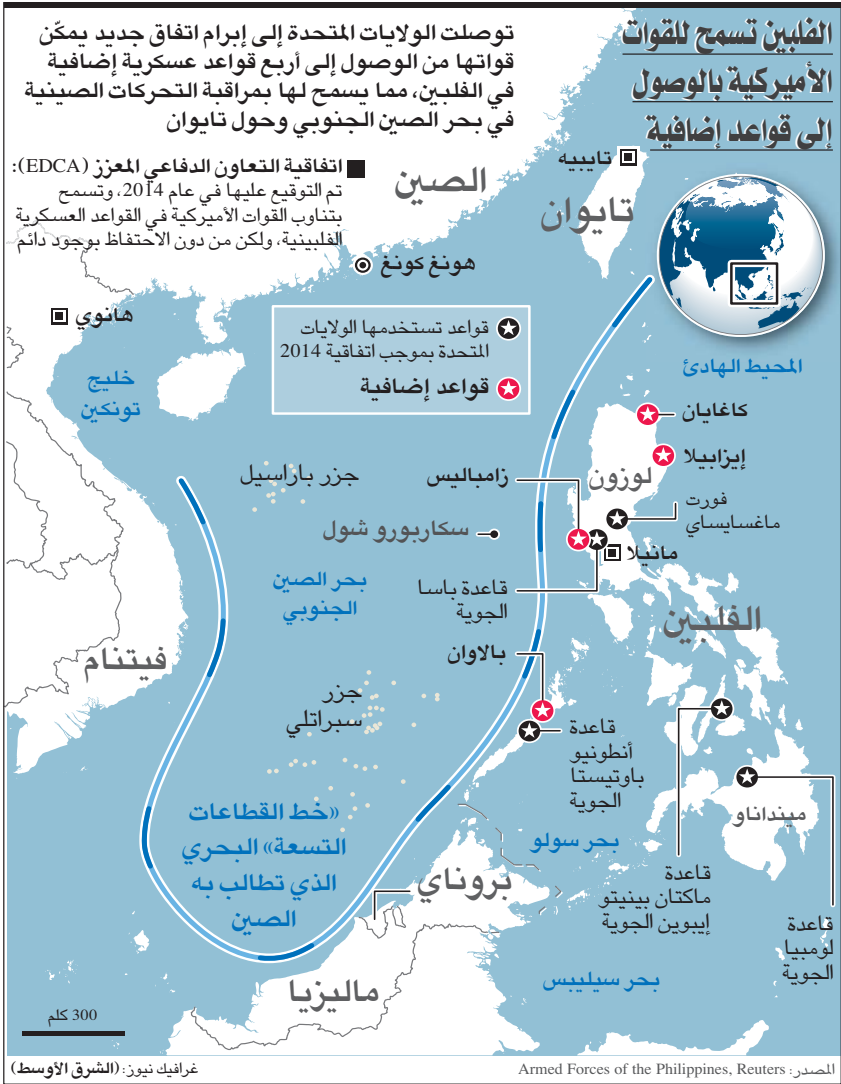 الفلبين تسمح للقوات
الأميركية بالوصول
إلى قواعد إضافية
توصلت الولايات المتحدة إلى إبرام اتفاق جديد يمكّن
قواتها من الوصول إلى أربع قواعد عسكرية إضافية
في الفلبين، مما يسمح لها بمراقبة التحركات الصينية
في بحر الصين الجنوبي وحول تايوان
اتفاقية التعاون الدفاعي المعزز (EDCA):
تم التوقيع عليها في عام 2014، وتسمح
بتناوب القوات الأميركية في القواعد العسكرية
الفلبينية، ولكن من دون الاحتفاظ بوجود دائم
تايبيه
الصين
تايوان
هونغ كونغ
هانوي
قواعد تستخدمها الولايات
المتحدة بموجب اتفاقية 2014
قواعد إضافية
المحيط الهادئ
خليج
تونكين
كاغايان
إيزابيلا
لوزون
زامباليس
جزر باراسيل
فورت
ماغسايساي
سكاربورو شول
مانيلا
قاعدة باسا
الجوية
بحر الصين
الجنوبي
الفلبين
فيتنام
بالاوان
جزر
سبراتلي
قاعدة
أنطونيو
باوتيستا
الجوية
مينداناو
«خط القطاعات
التسعة» البحري
الذي تطالب به
الصين
بحر سولو
بروناي
قاعدة
ماكتان بينيتو
إيبوين الجوية
قاعدة
لومبيا
الجوية
بحر سيليبس
ماليزيا
300 كلم
المصدر: Armed Forces of the Philippines, Reuters
غرافيك نيوز: (الشرق الأوسط)